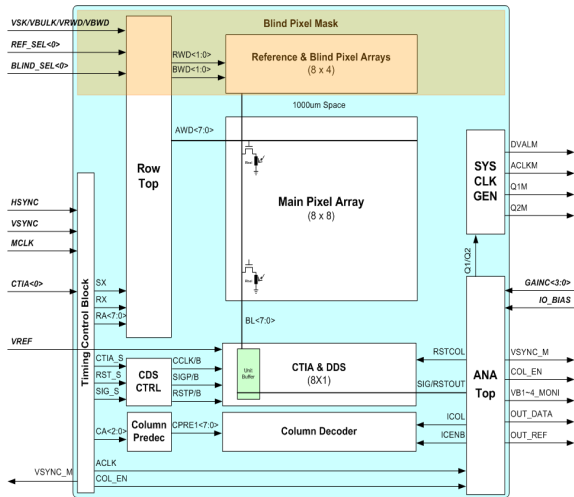 VSK/VBULK/VRWD/VBWD
Blind Pixel Mask
REF_SEL<0>
BLIND_SEL<0>
RWD<1:0>
BWD<1:0>
Reference & Blind Pixel Arrays
(8 x 4)
1000um Space
AWD<7:0>
Row
Top
Main Pixel Array
(8 x 8)
SYS
CLK
GEN
DVALM
ACLKM
Q1M
Q2M
HSYNC
VSYNC
MCLK
CTIA<0>
Timing Control Block
SX
RX
RA<7:0>
Q1/Q2
GAINC<3:0>
IO_BIAS
BL<7:0>
VREF
CTIA_S
RST_S
SIG_S
CDS
CTRL
CCLK/B
SIGP/B
RSTP/B
Unit
Buffer
CTIA & DDS
(8X1)
RSTCOL
SIG/RSTOUT
ANA
Top
VSYNC_M
COL_EN
VB1~4_MONI
OUT_DATA
OUT_REF
CA<2:0>
Column
Predec
CPRE1<7:0>
Column Decoder
ICOL
ICENB
VSYNC_M
ACLK
COL_EN